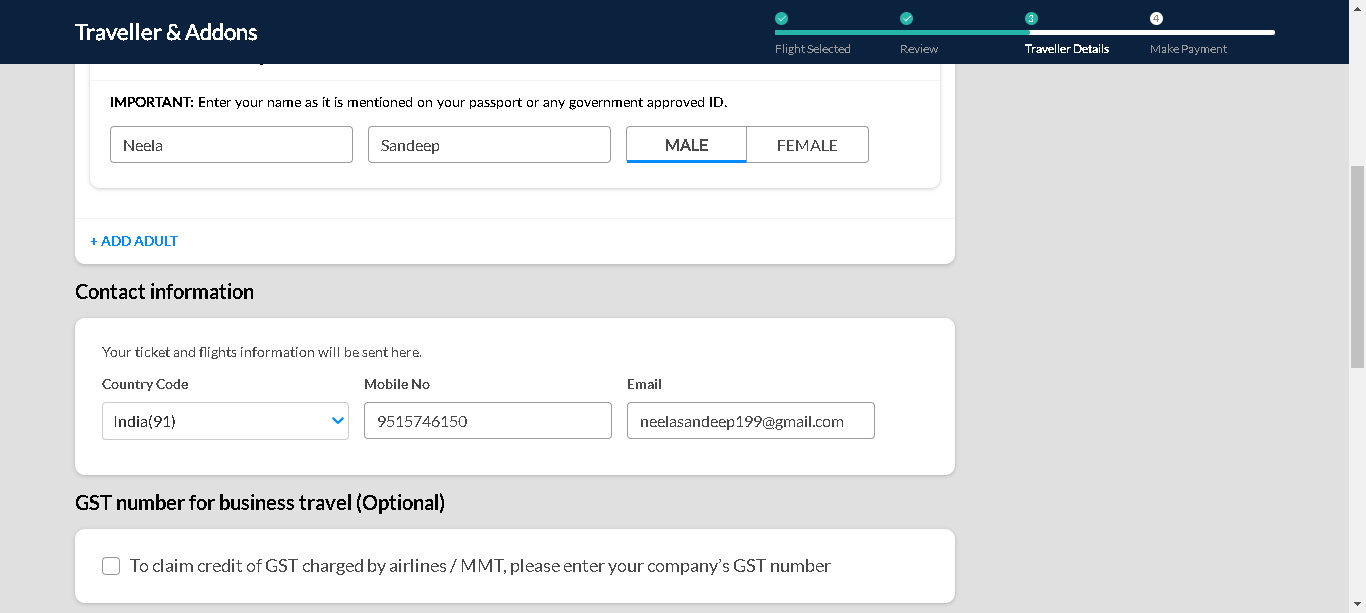 Traveller & Addons
3
4
Flight Selected
Review
Traveller Details
Make Payment
IMPORTANT: Enter your name as it is mentioned on your passport or any government approved ID.
Neela
Sandeep
MALE
FEMALE
+ ADD ADULT
Contact information
Your ticket and flights information will be sent here.
Country Code
Mobile No
Email
India(91)
9515746150
neelasandeep199@gmail.com
GST number for business travel (Optional)
To claim credit of GST charged by airlines / MMT, please enter your company's GST number